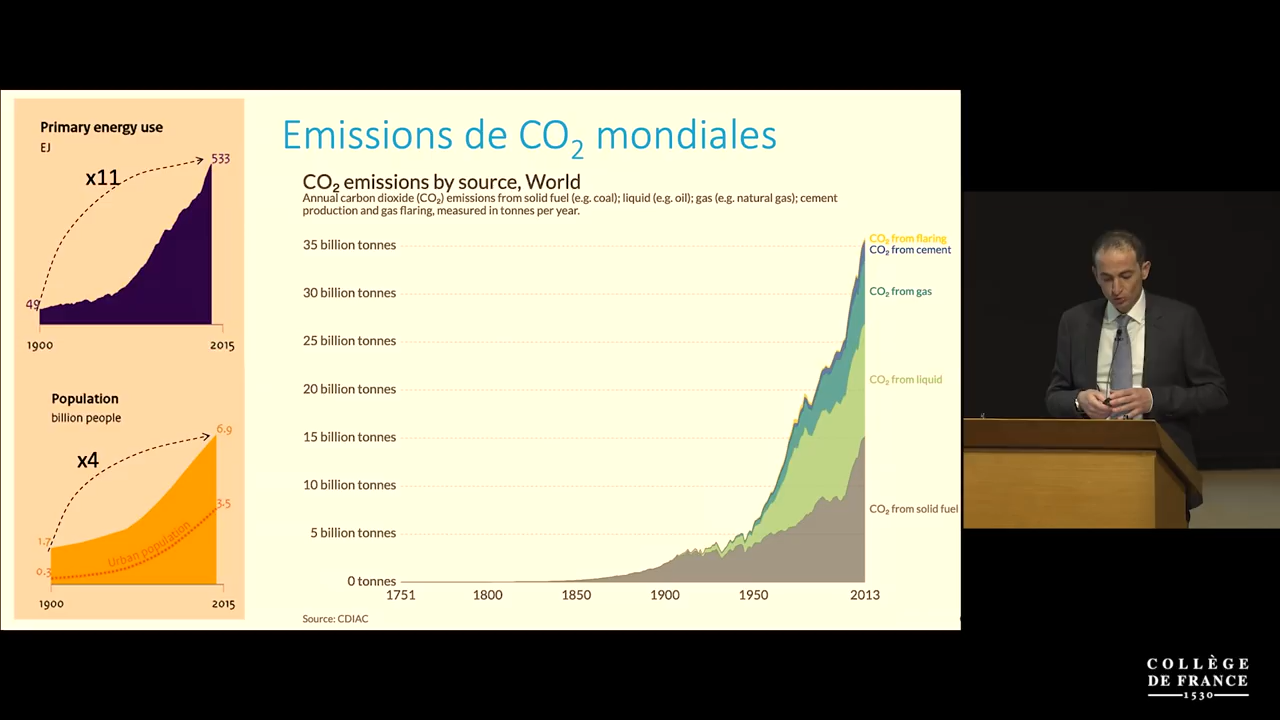 Primary energy use
EJ
x11
533
49
1900
2015
Population
billion people
x4
6.9
3.5
1.7
Urban population
0.3
1900
2015
Emissions de CO₂ mondiales
CO₂ emissions by source, World
Annual carbon dioxide (CO₂) emissions from solid fuel (e.g. coal); liquid (e.g. oil); gas (e.g. natural gas); cement
production and gas flaring, measured in tonnes per year.
35 billion tonnes
30 billion tonnes
25 billion tonnes
20 billion tonnes
15 billion tonnes
10 billion tonnes
5 billion tonnes
0 tonnes
1751
1800
1850
1900
1950
2013
CO₂ from flaring
CO₂ from cement
CO₂ from gas
CO₂ from liquid
CO₂ from solid fuel
Source: CDIAC
COLLÈGE
DE FRANCE
1530